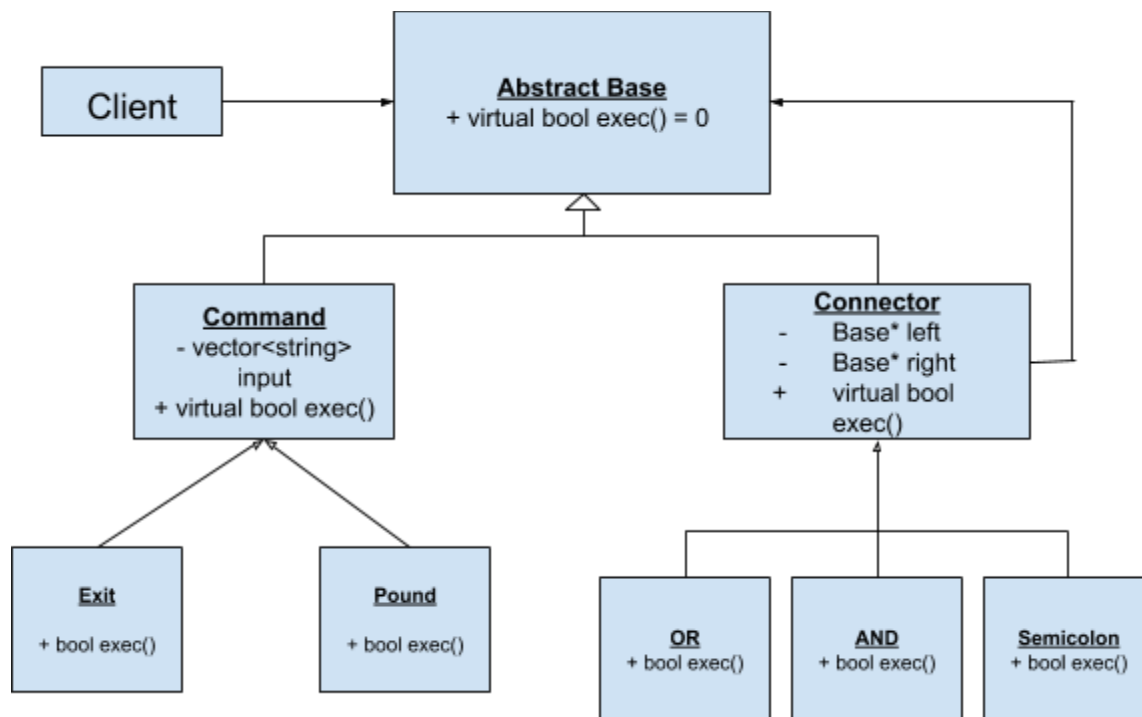 Client
Abstract Base
+ virtual bool exec() = 0
Command
- vector<string>
input
+ virtual bool exec()
Connector
- Base* left
- Base* right
+ virtual bool
exec()
Exit
+ bool exec()
Pound
+ bool exec()
OR
+ bool exec()
AND
+ bool exec()
Semicolon
+ bool exec()